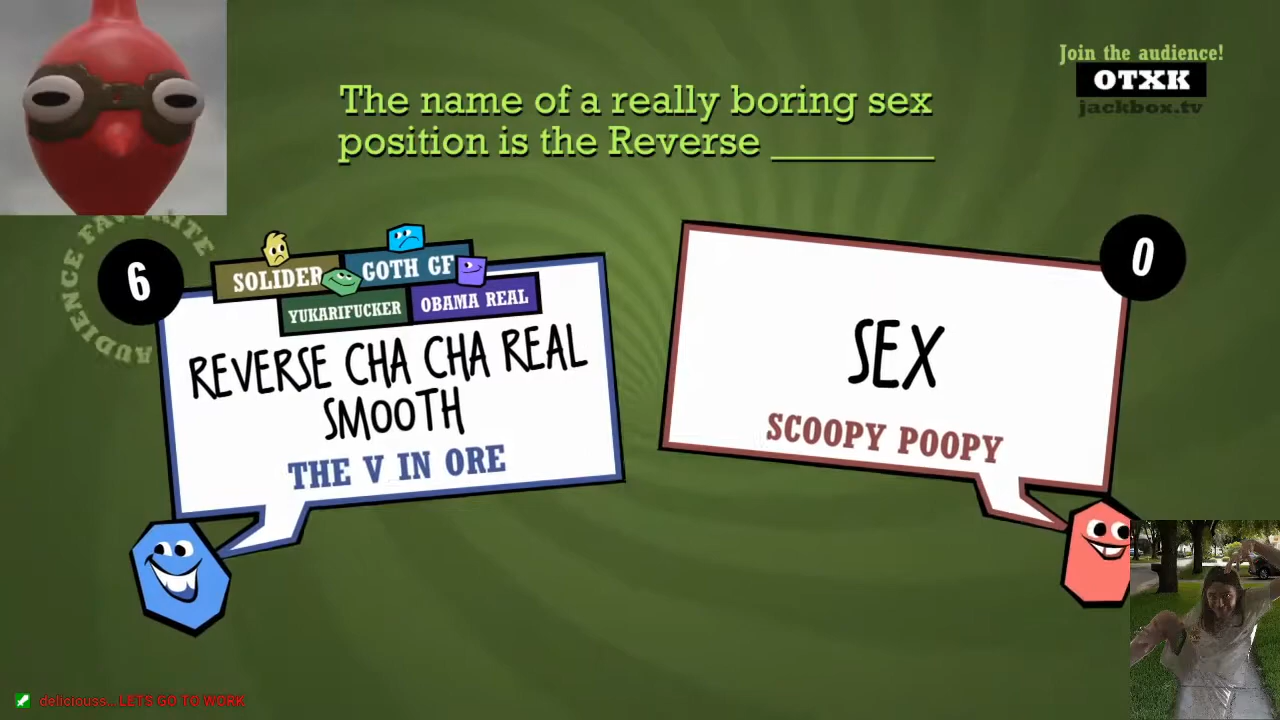 Join the audience!
OTXK
jackbox.tv
The name of a really boring sex
position is the Reverse ________
AUDIENCE FAVORITE
6
SOLIDER
GOTH GF
YUKARIFUCKER
OBAMA REAL
REVERSE CHA CHA REAL
SMOOTH
THE V IN ORE
0
SEX
SCOOPY POOPY
deliciouss.. LETS GO TO WORK